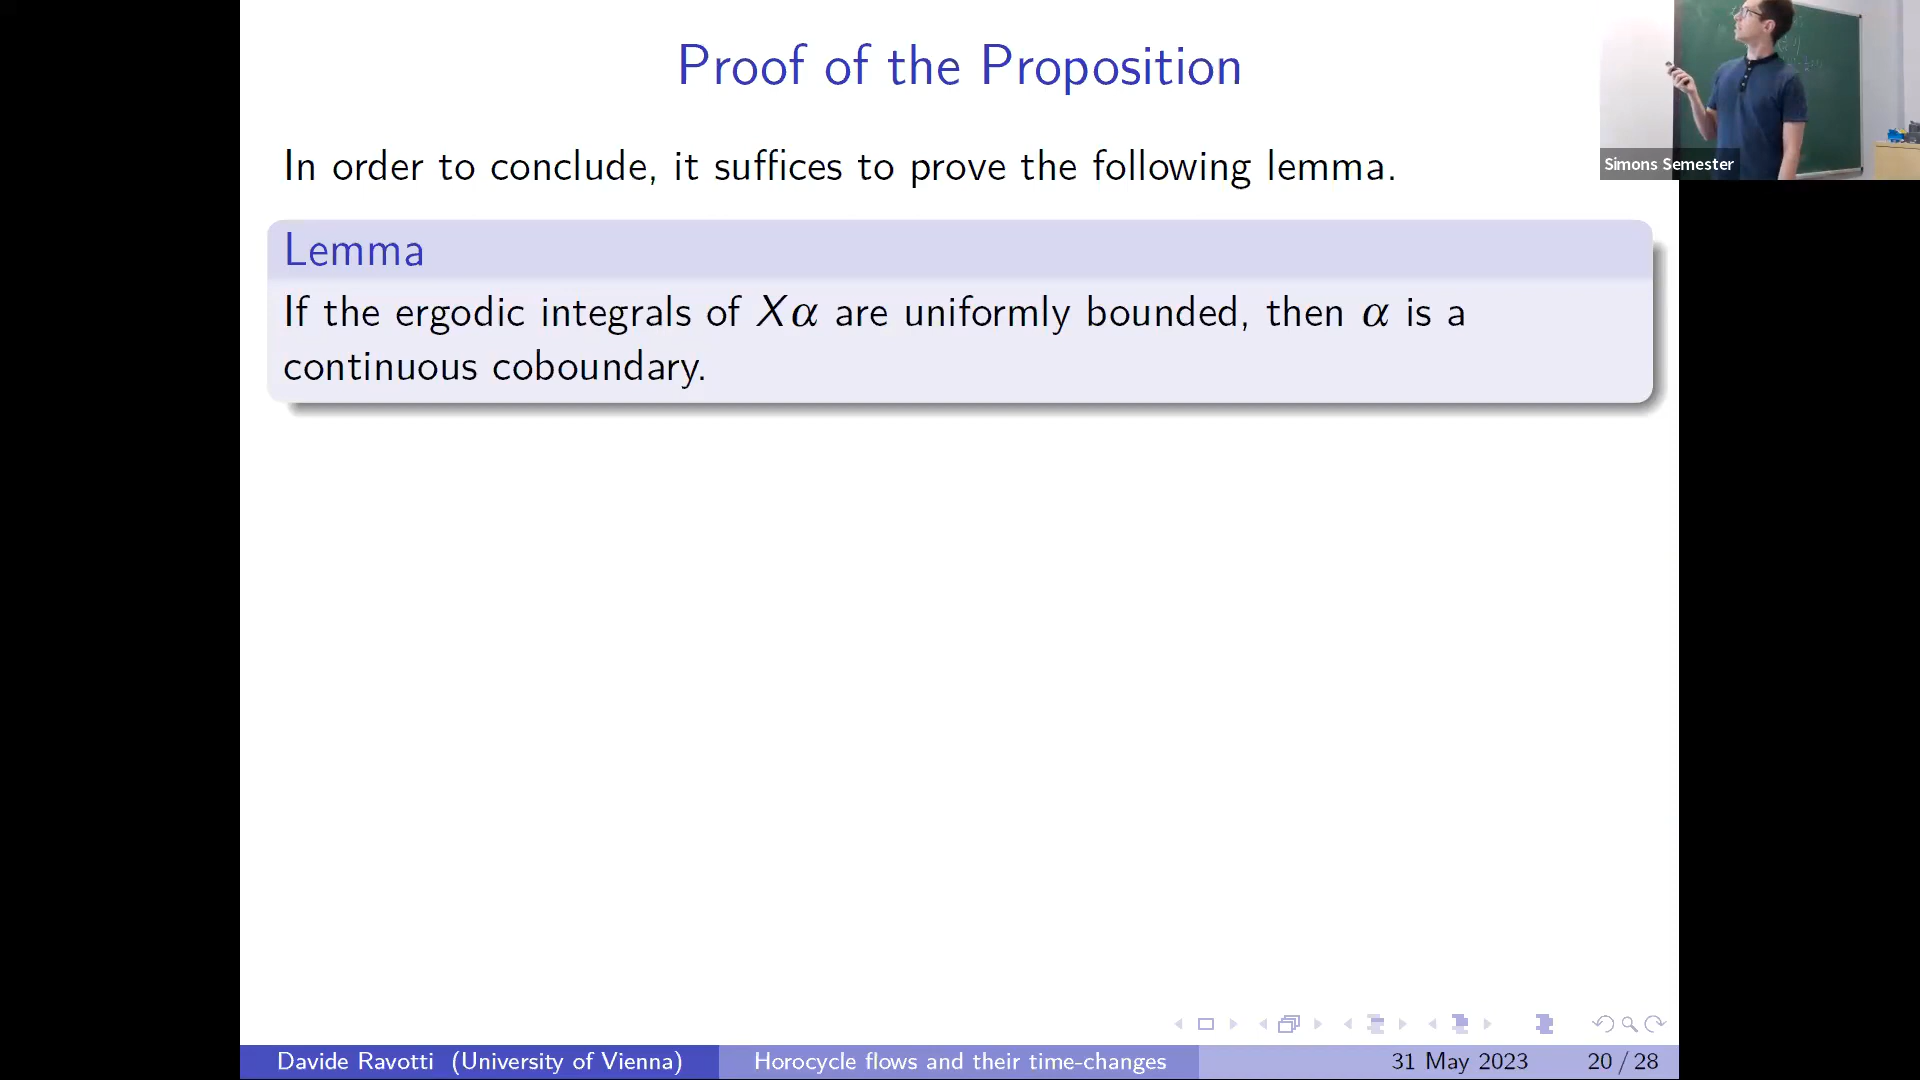 Proof of the Proposition
In order to conclude, it suffices to prove the following lemma.
Simons Semester
Lemma
If the ergodic integrals of Xα are uniformly bounded, then α is a
continuous coboundary.
Davide Ravotti (University of Vienna) Horocycle flows and their time-changes 31 May 2023 20 / 28